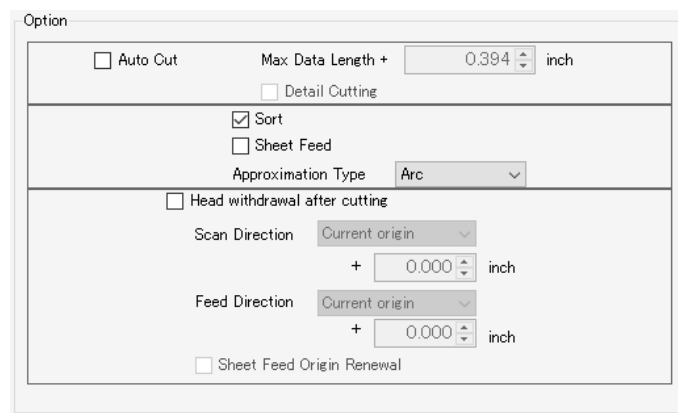 Option
Auto Cut Max Data Length + 0.394 inch
Detail Cutting
Sort
Sheet Feed
Approximation Type Arc
Head withdrawal after cutting
Scan Direction Current origin
+ 0.000 inch
Feed Direction Current origin
+ 0.000 inch
Sheet Feed Origin Renewal